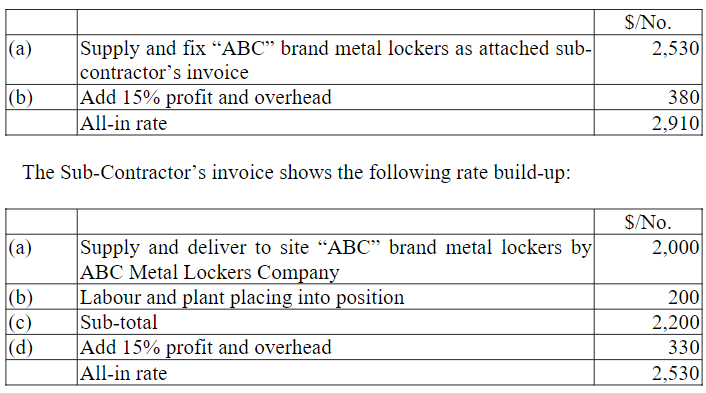 $/No.
(a) Supply and fix “ABC” brand metal lockers as attached sub- 2,530
contractor’s invoice
(b) Add 15% profit and overhead 380
All-in rate 2,910
The Sub-Contractor’s invoice shows the following rate build-up:
$/No.
(a) Supply and deliver to site “ABC” brand metal lockers by 2,000
ABC Metal Lockers Company
(b) Labour and plant placing into position 200
(c) Sub-total 2,200
(d) Add 15% profit and overhead 330
All-in rate 2,530